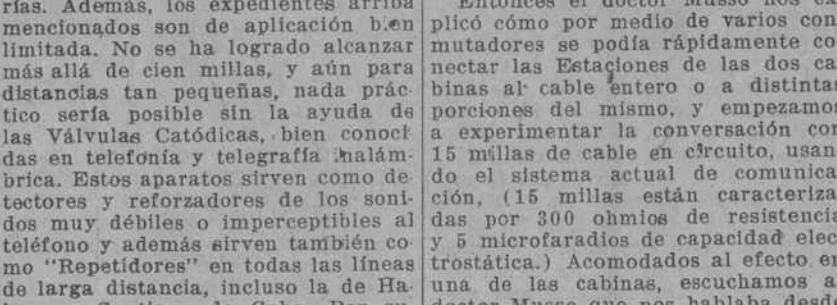 rías. Además, los expedientes arriba
mencionados son de aplicación bien
limitada. No se ha logrado alcanzar
más allá de cien millas, y aún para
distancias tan pequeñas, nada prác-
tico sería posible sin la ayuda de
las Válvulas Catódicas, bien conoci-
das en telefonía y telegrafía inalám-
brica. Estos aparatos sirven como de-
tectores y reforzadores de los soni-
dos muy débiles o imperceptibles al
teléfono y además sirven también co-
mo "Repetidores" en todas las líneas
de larga distancia, incluso la de Ha-
Entonces el doctor Musso nos ex
plicó cómo por medio de varios con
mutadores se podía rápidamente co
nectar las Estaciones de las dos ca
binas al cable entero o a distintas
porciones del mismo, y empezamos
a experimentar la conversación con
15 millas de cable en circuito, usan
do el sistema actual de comunica
ción, (15 millas están caracteriza
das por 300 ohmios de resistencia
y 5 microfaradios de capacidad elec
trostática.) Acomodados al efecto en
una de las cabinas, escuchamos a
doctor Musso que nos hablaba desd